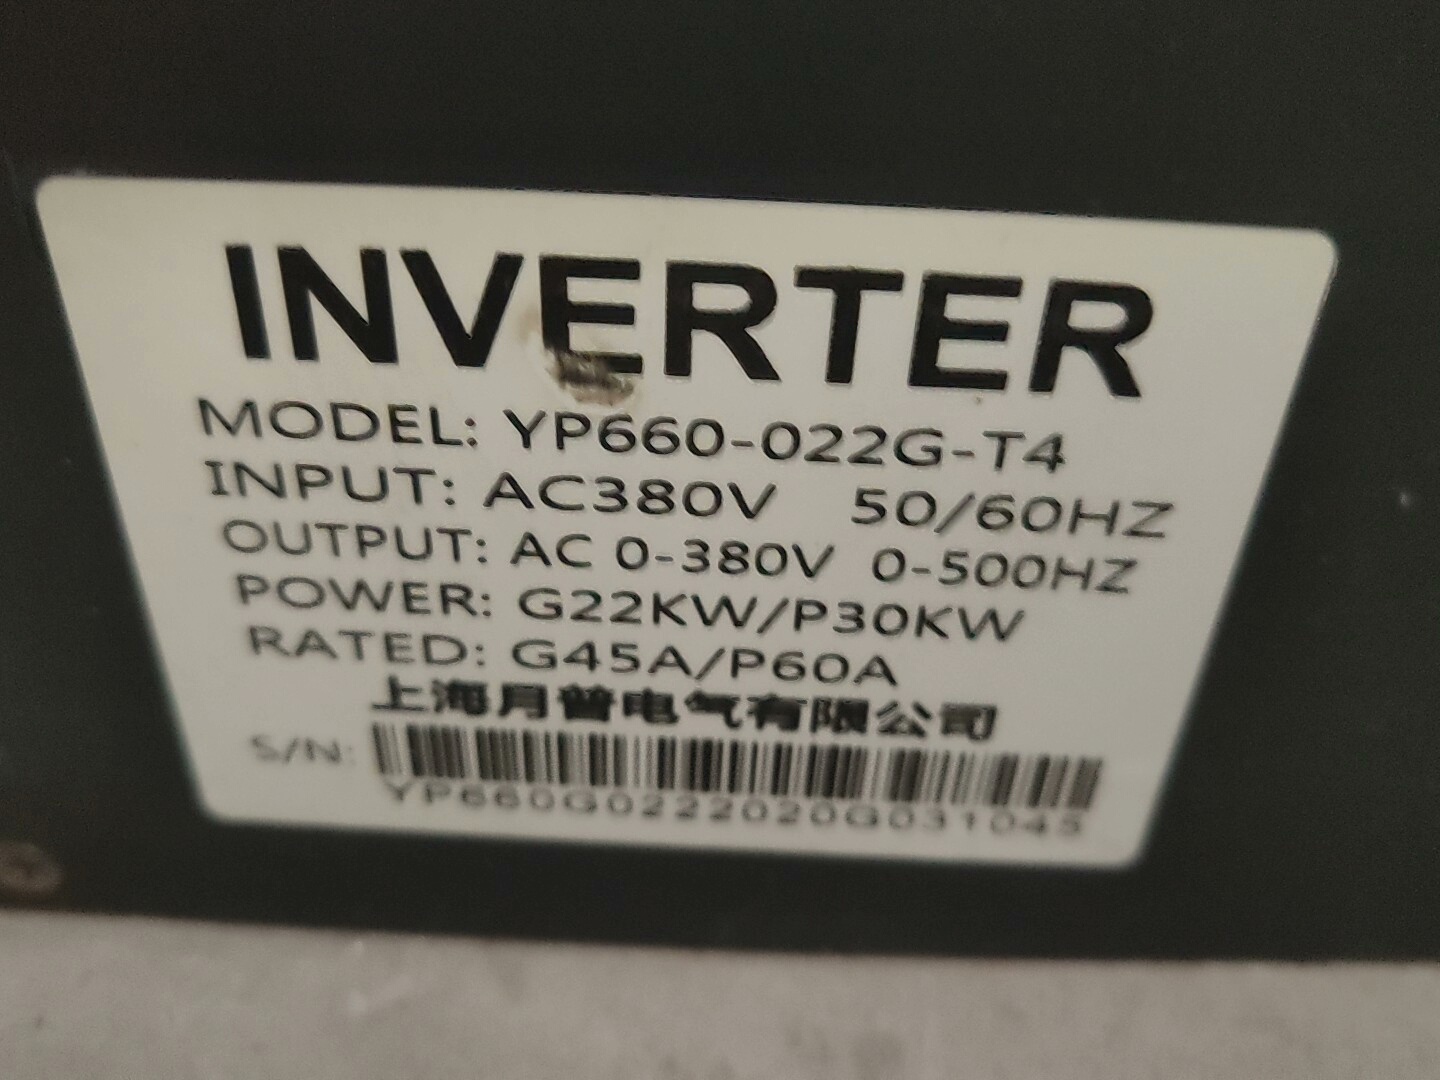 INVERTER
MODEL: YP660-022G-T4
INPUT: AC380V 50/60HZ
OUTPUT: AC 0-380V 0-500HZ
POWER: G22KW/P30KW
RATED: G45A/P60A
上海月普电气有限公司
S/N:
YP660G0222020G031045